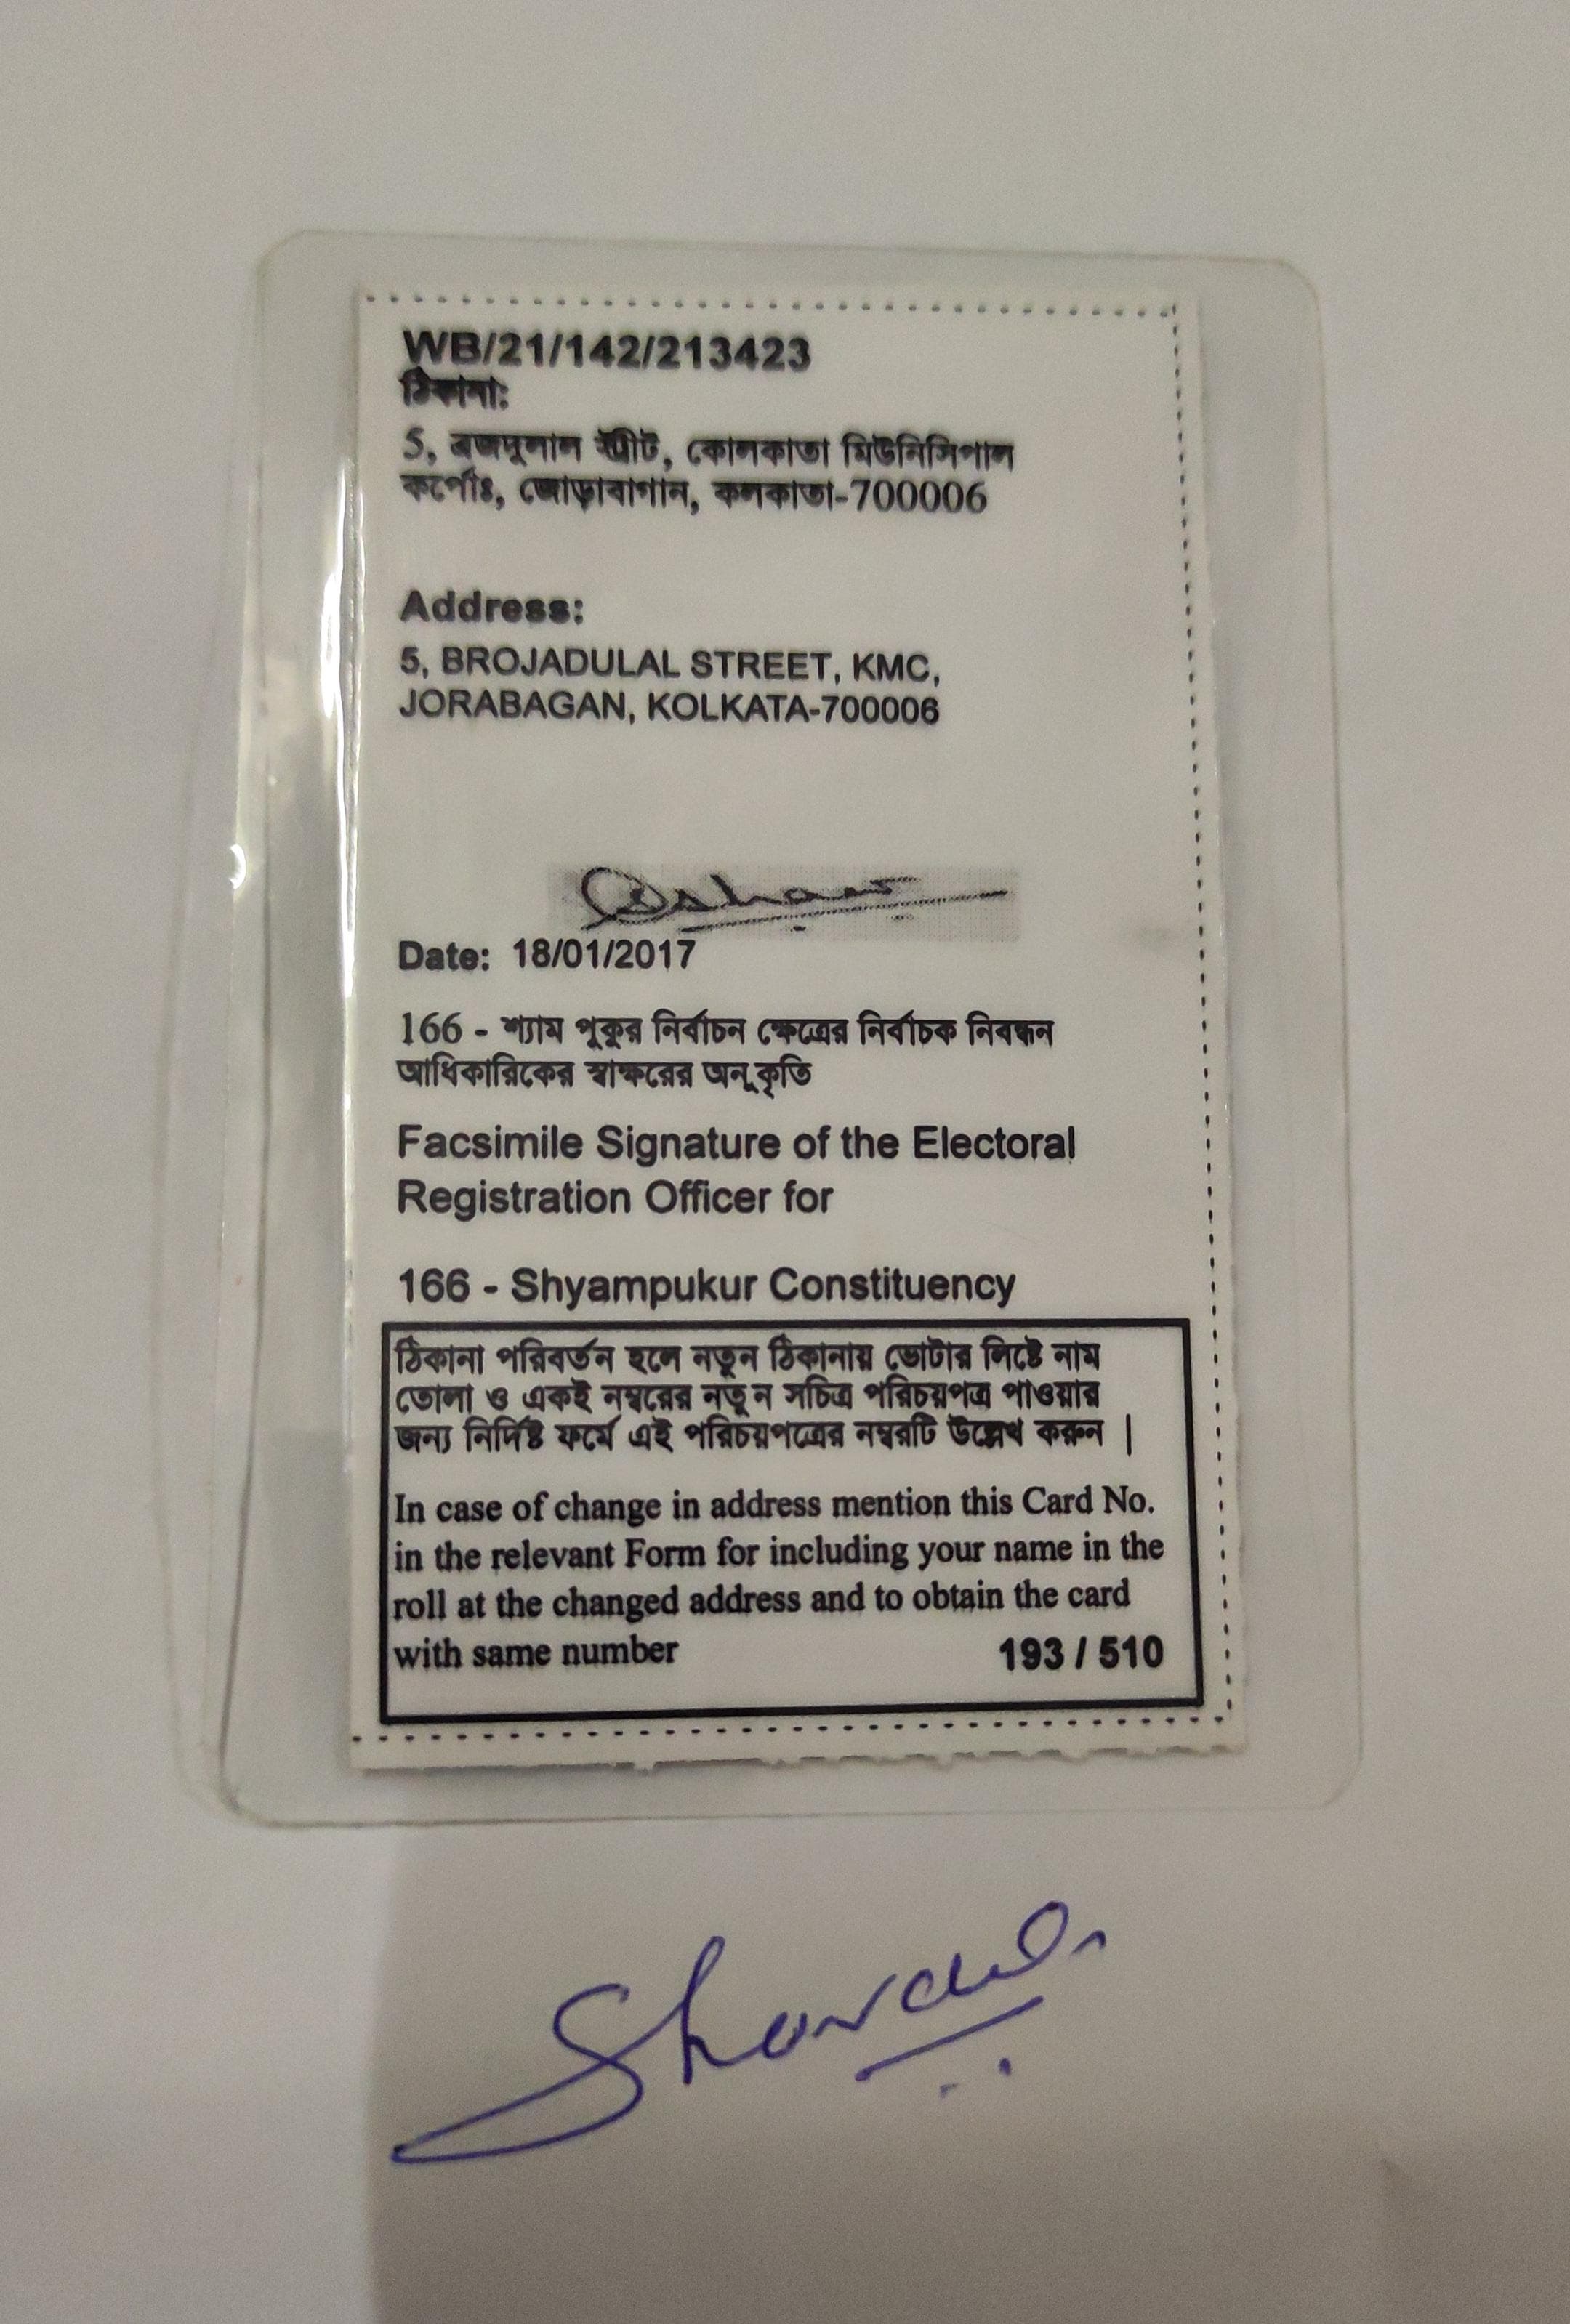 WB/21/142/213423
ঠিকানা:
5, ব্রজদুলাল স্ট্রীট, কোলকাতা মিউনিসিপাল
কর্পোঃ, জোড়াবাগান, কলকাতা-700006
Address:
5, BROJADULAL STREET, KMC,
JORABAGAN, KOLKATA-700006
Date: 18/01/2017
166 - শ্যাম পুকুর নির্বাচন ক্ষেত্রের নির্বাচক নিবন্ধন
আধিকারিকের স্বাক্ষরের অনুকৃতি
Facsimile Signature of the Electoral
Registration Officer for
166 - Shyampukur Constituency
ঠিকানা পরিবর্তন হলে নতুন ঠিকানায় ভোটার লিষ্টে নাম
তোলা ও একই নম্বরের নতুন সচিত্র পরিচয়পত্র পাওয়ার
জন্য নির্দিষ্ট ফর্মে এই পরিচয়পত্রের নম্বরটি উল্লেখ করুন |
In case of change in address mention this Card No.
in the relevant Form for including your name in the
roll at the changed address and to obtain the card
with same number 193 / 510